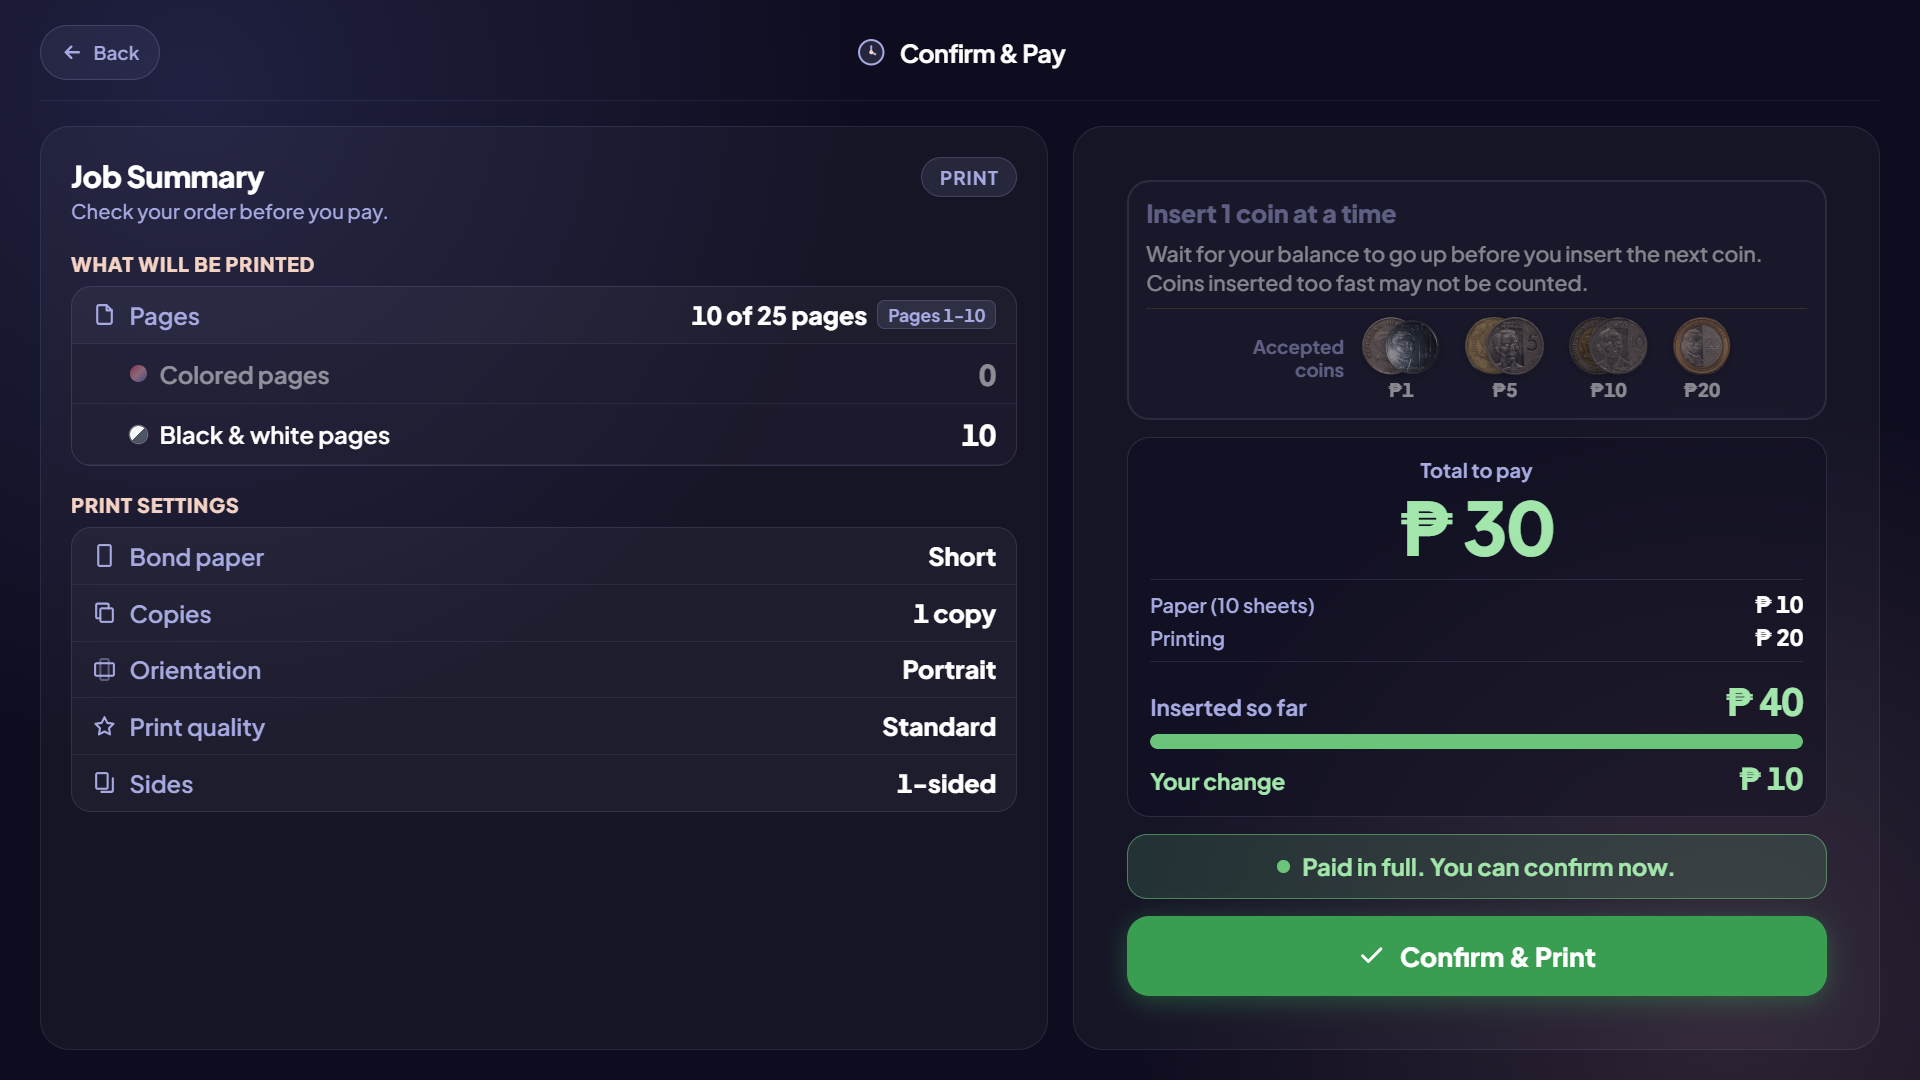 Back
Confirm & Pay
Job Summary
PRINT
Check your order before you pay.
WHAT WILL BE PRINTED
Pages 10 of 25 pages Pages 1–10
Colored pages 0
Black & white pages 10
PRINT SETTINGS
Bond paper Short
Copies 1 copy
Orientation Portrait
Print quality Standard
Sides 1-sided
Insert 1 coin at a time
Wait for your balance to go up before you insert the next coin.
Coins inserted too fast may not be counted.
Accepted
coins
₱1 ₱5 ₱10 ₱20
Total to pay
₱ 30
Paper (10 sheets) ₱ 10
Printing ₱ 20
Inserted so far ₱ 40
Your change ₱ 10
Paid in full. You can confirm now.
Confirm & Print